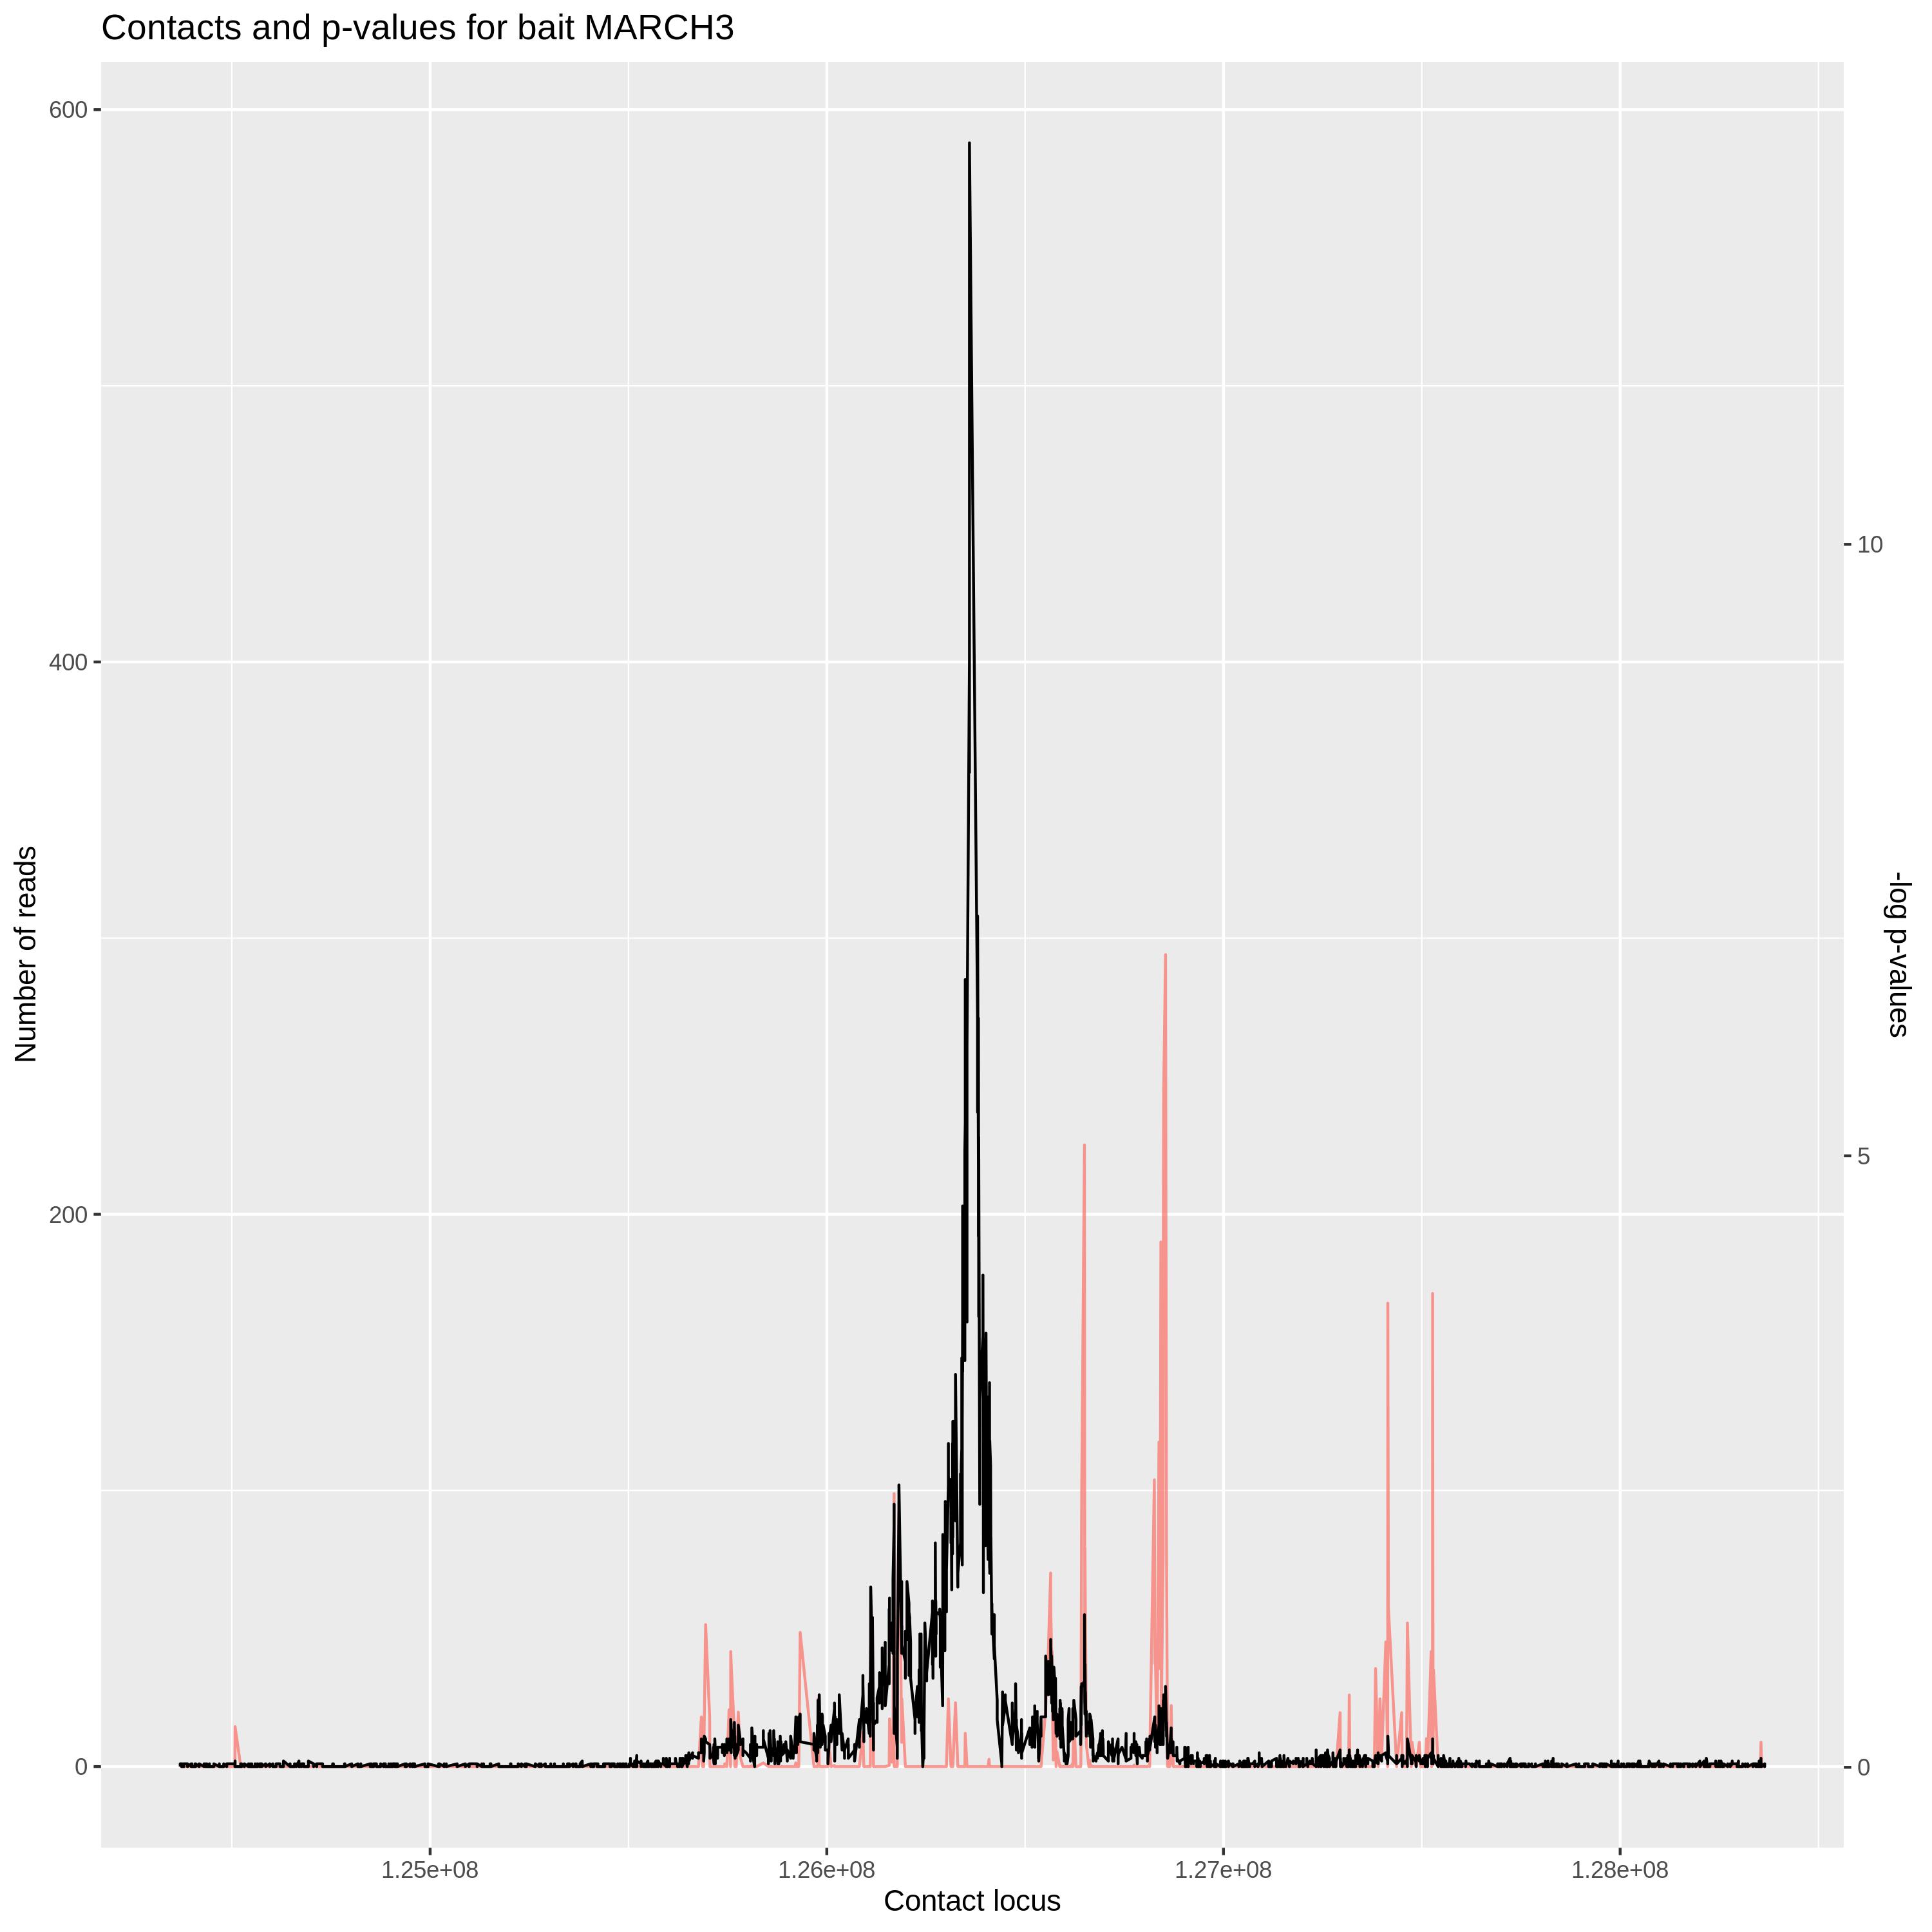 Contacts and p-values for bait MARCH3
600
400
200
0
Number of reads
10
5
0
-log p-values
1.25e+08
1.26e+08
1.27e+08
1.28e+08
Contact locus